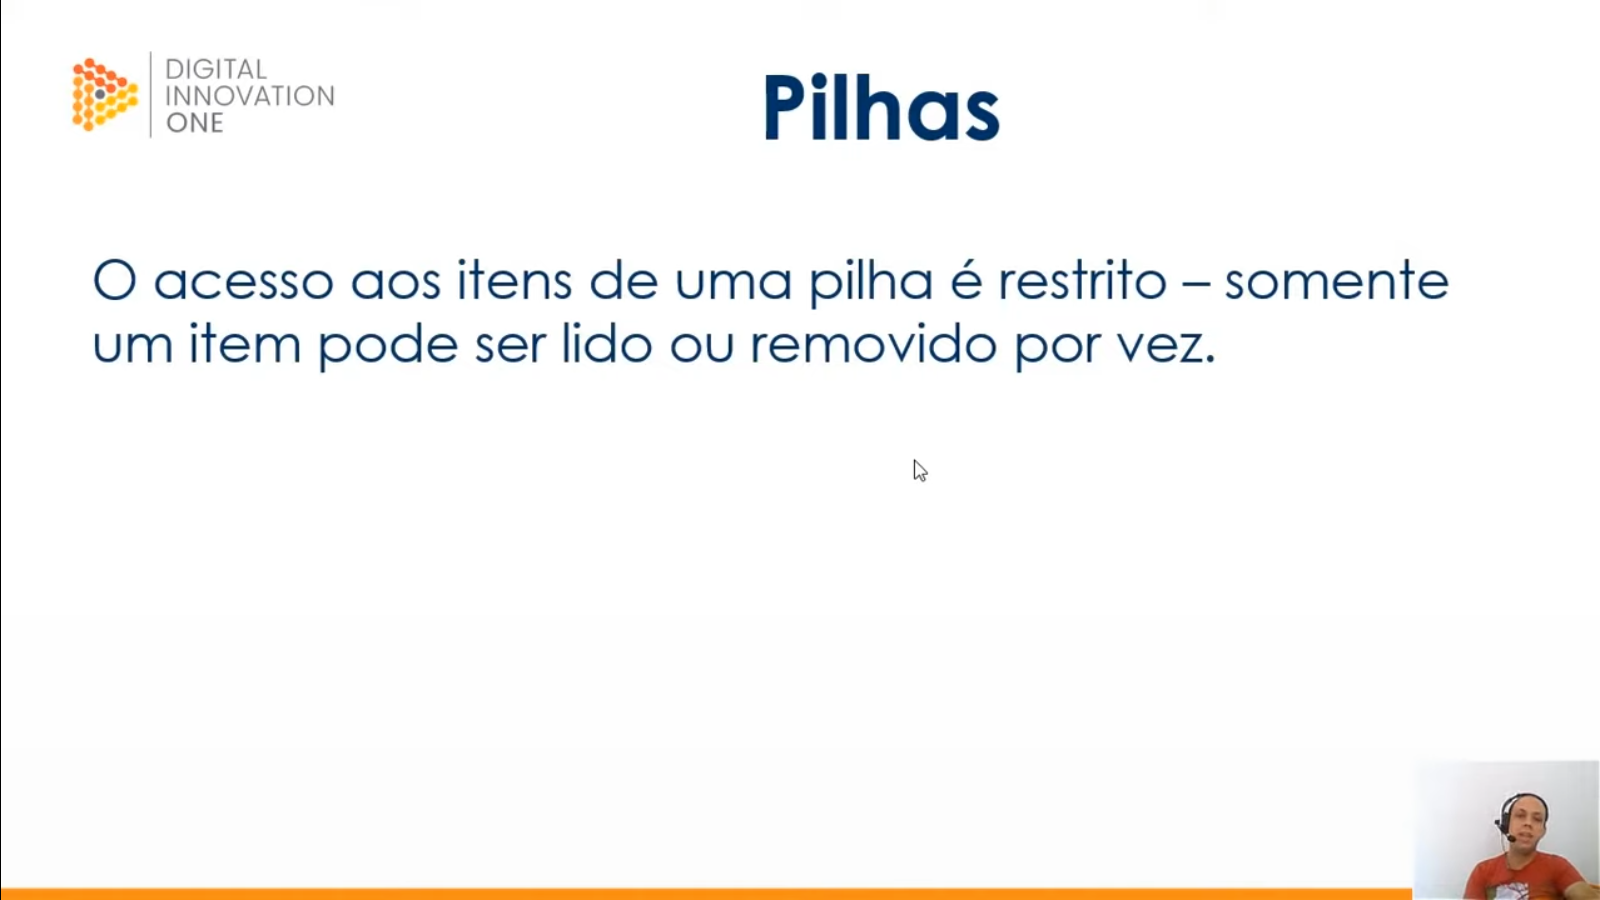 DIGITAL
INNOVATION
ONE
Pilhas
O acesso aos itens de uma pilha é restrito – somente
um item pode ser lido ou removido por vez.